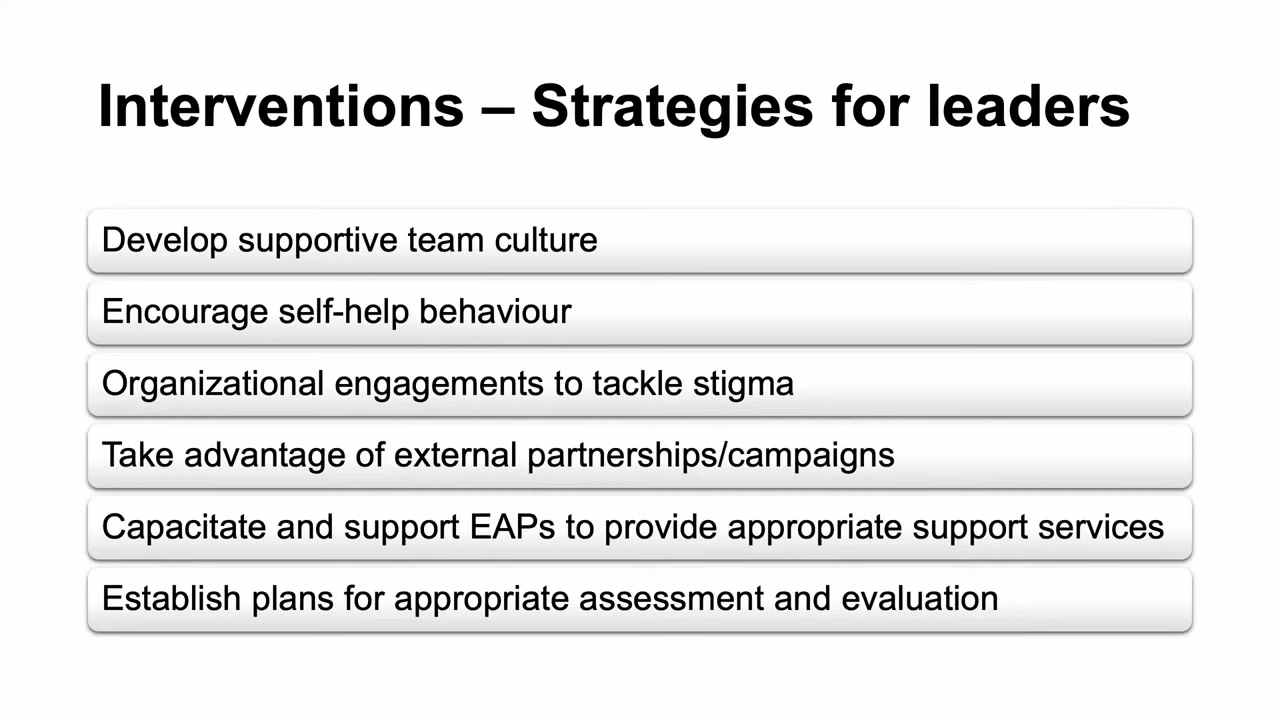 Interventions – Strategies for leaders
Develop supportive team culture
Encourage self-help behaviour
Organizational engagements to tackle stigma
Take advantage of external partnerships/campaigns
Capacitate and support EAPs to provide appropriate support services
Establish plans for appropriate assessment and evaluation